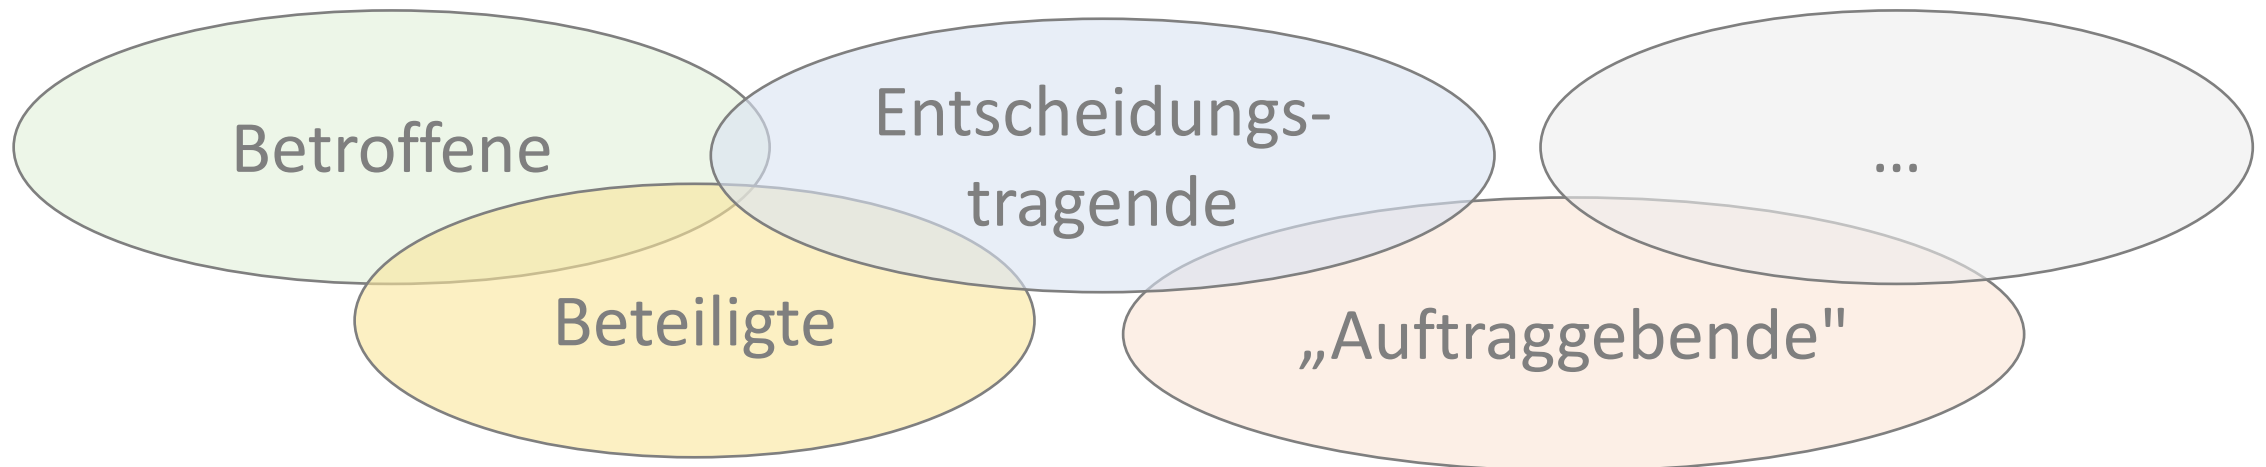 Betroffene
Entscheidungs-
tragende
...
Beteiligte
„Auftraggebende"